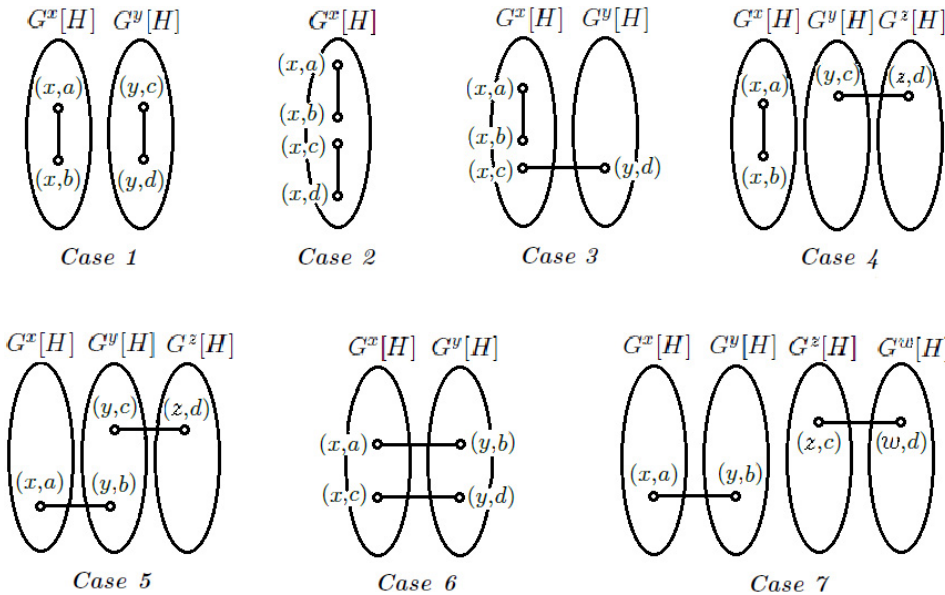 G^x[H] G^y[H]
(x,a) (y,c)
(x,b) (y,d)
Case 1
G^x[H]
(x,a)
(x,b)
(x,c)
(x,d)
Case 2
G^x[H] G^y[H]
(x,a)
(x,b)
(x,c) (y,d)
Case 3
G^x[H] G^y[H] G^z[H]
(y,c) (z,d)
(x,a)
(x,b)
Case 4
G^x[H] G^y[H] G^z[H]
(y,c) (z,d)
(x,a) (y,b)
Case 5
G^x[H] G^y[H]
(x,a) (y,b)
(x,c) (y,d)
Case 6
G^x[H] G^y[H] G^z[H] G^w[H]
(z,c) (w,d)
(x,a) (y,b)
Case 7